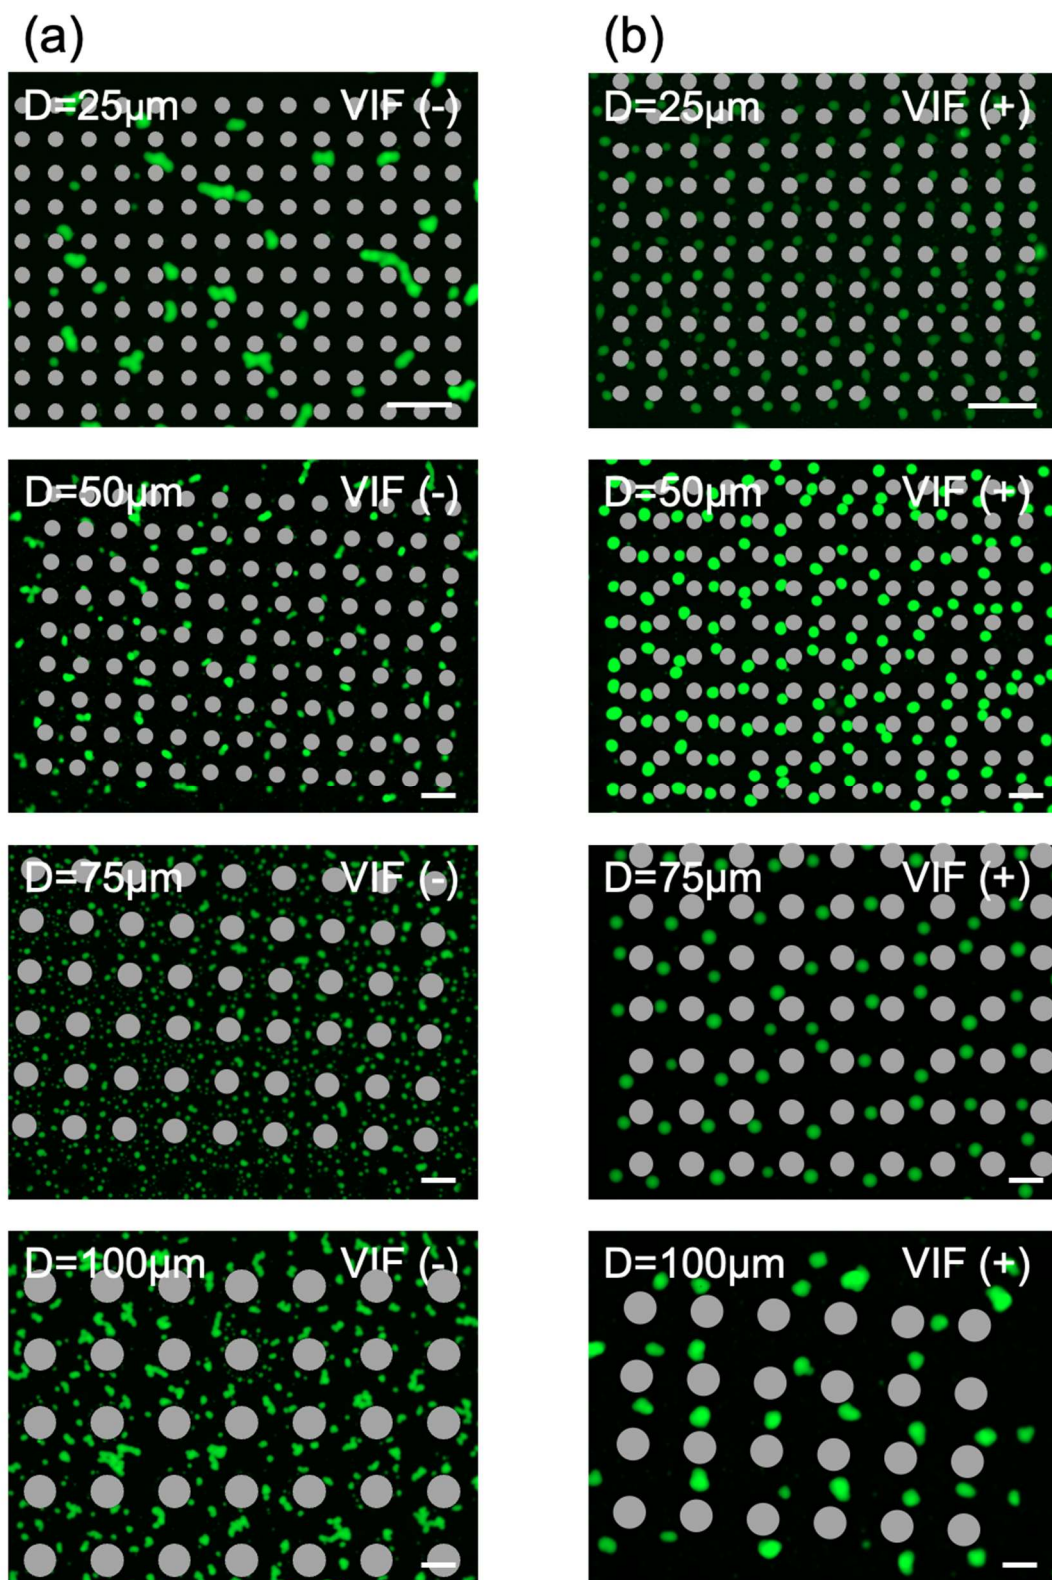 (a) (b)
D=25µm VIF (-) D=25µm VIF (+)
D=50µm VIF (-) D=50µm VIF (+)
D=75µm VIF (-) D=75µm VIF (+)
D=100µm VIF (-) D=100µm VIF (+)